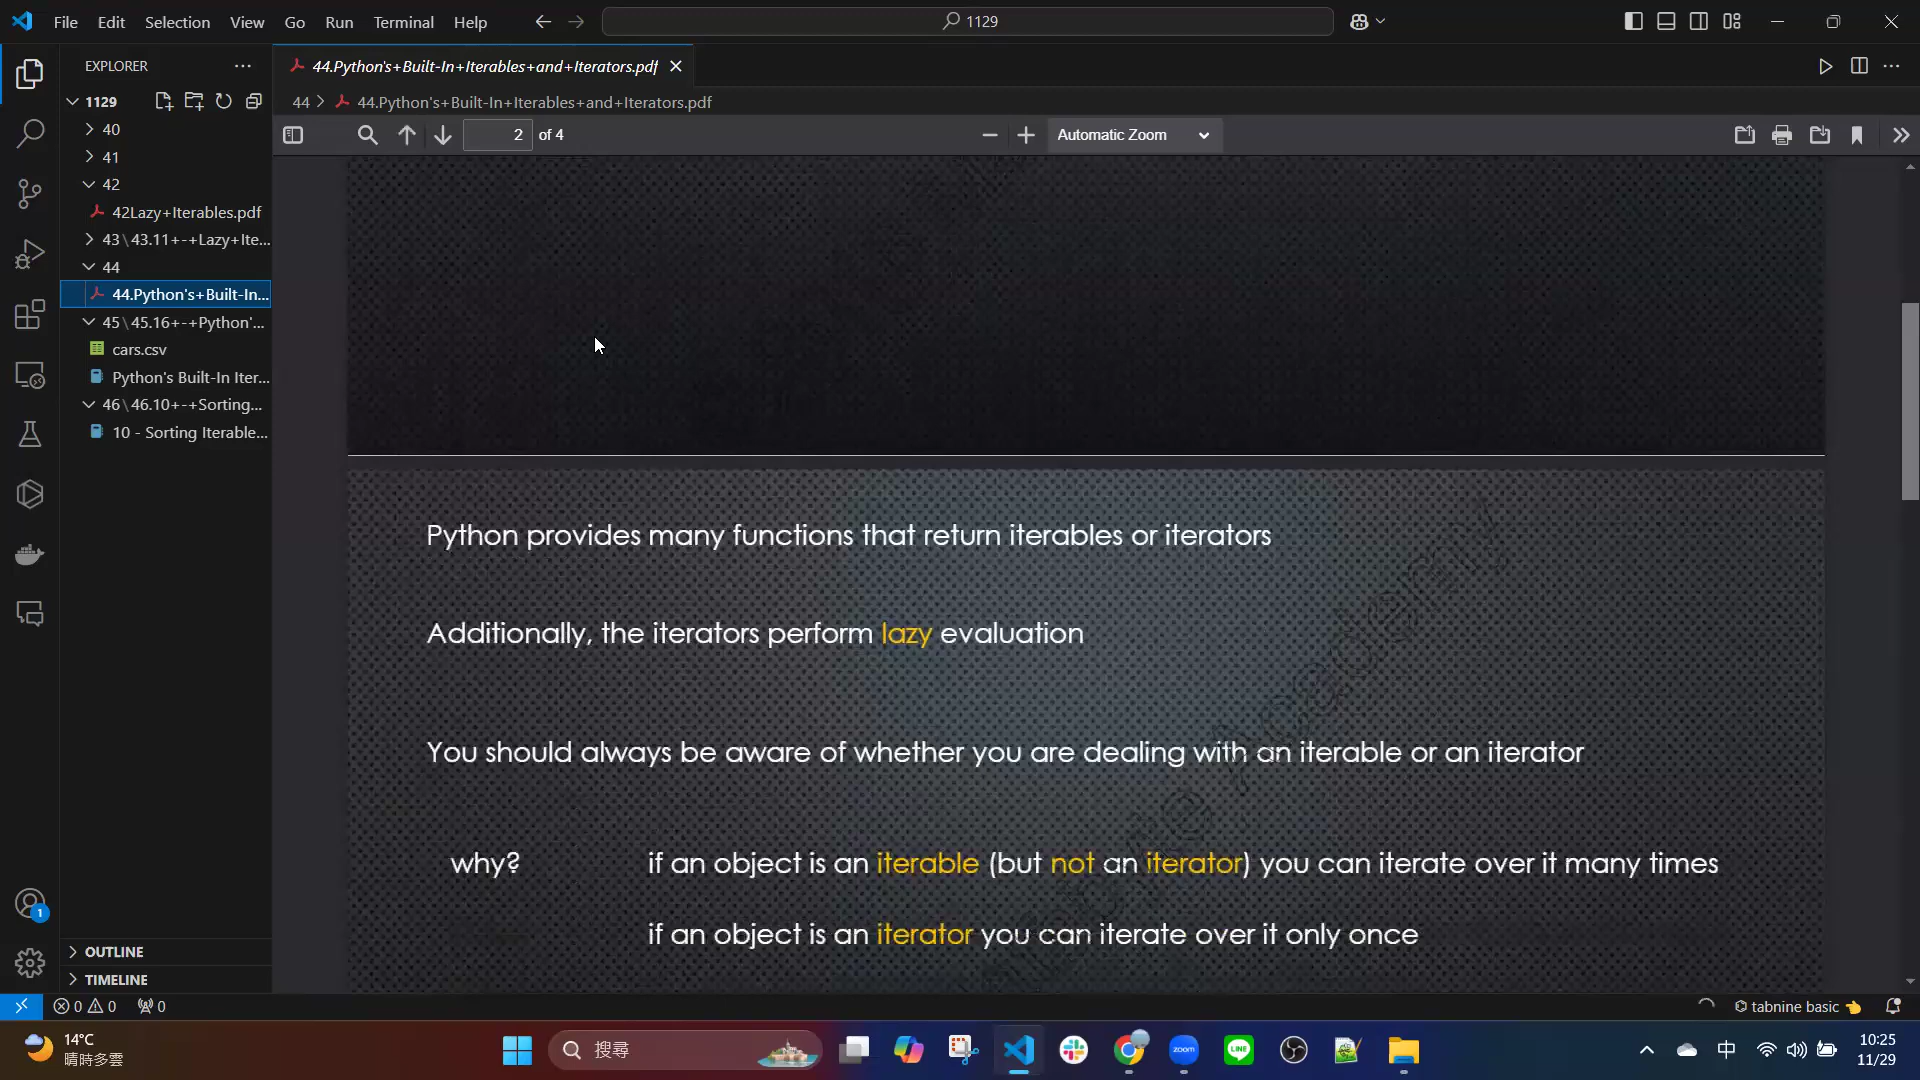 File Edit Selection View Go Run Terminal Help
1129
EXPLORER
44.Python's+Built-In+Iterables+and+Iterators.pdf
1129
44 > 44.Python's+Built-In+Iterables+and+Iterators.pdf
40
2 of 4
Automatic Zoom
41
42
42Lazy+Iterables.pdf
43\43.11+-+Lazy+Ite...
44
44.Python's+Built-In...
45\45.16+-+Python'...
cars.csv
Python's Built-In Iter...
46\46.10+-+Sorting...
10 - Sorting Iterable...
Python provides many functions that return iterables or iterators
Additionally, the iterators perform lazy evaluation
You should always be aware of whether you are dealing with an iterable or an iterator
why? if an object is an iterable (but not an iterator) you can iterate over it many times
if an object is an iterator you can iterate over it only once
1
OUTLINE
TIMELINE
0 0 0
tabnine basic
14°C
晴時多雲
搜尋
zoom
LINE
中
10:25
11/29